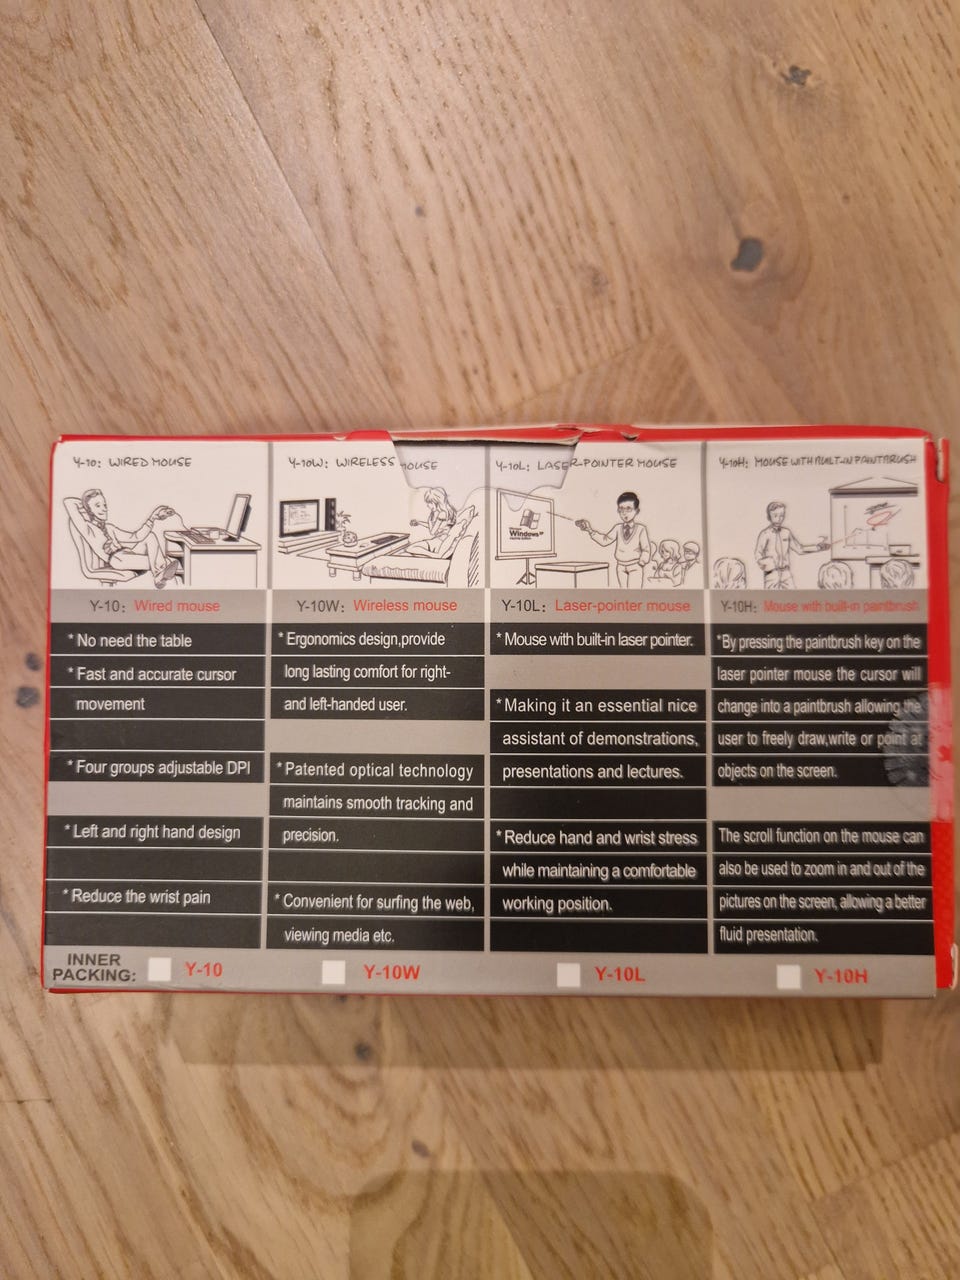 Y-10: WIRED MOUSE
Y-10W: WIRELESS MOUSE
Y-10L: LASER-POINTER MOUSE
Y-10H: MOUSE WITH BUILT-IN PAINTBRUSH
Windows XP
Y-10: Wired mouse
* No need the table
* Fast and accurate cursor
movement
* Four groups adjustable DPI
* Left and right hand design
* Reduce the wrist pain
Y-10W: Wireless mouse
* Ergonomics design,provide
long lasting comfort for right-
and left-handed user.
* Patented optical technology
maintains smooth tracking and
precision.
* Convenient for surfing the web,
viewing media etc.
Y-10L: Laser-pointer mouse
* Mouse with built-in laser pointer.
* Making it an essential nice
assistant of demonstrations,
presentations and lectures.
* Reduce hand and wrist stress
while maintaining a comfortable
working position.
Y-10H: Mouse with built-in paintbrush
*By pressing the paintbrush key on the
laser pointer mouse the cursor will
change into a paintbrush allowing the
user to freely draw,write or point at
objects on the screen.
The scroll function on the mouse can
also be used to zoom in and out of the
pictures on the screen, allowing a better
fluid presentation.
INNER
PACKING: Y-10 Y-10W Y-10L Y-10H